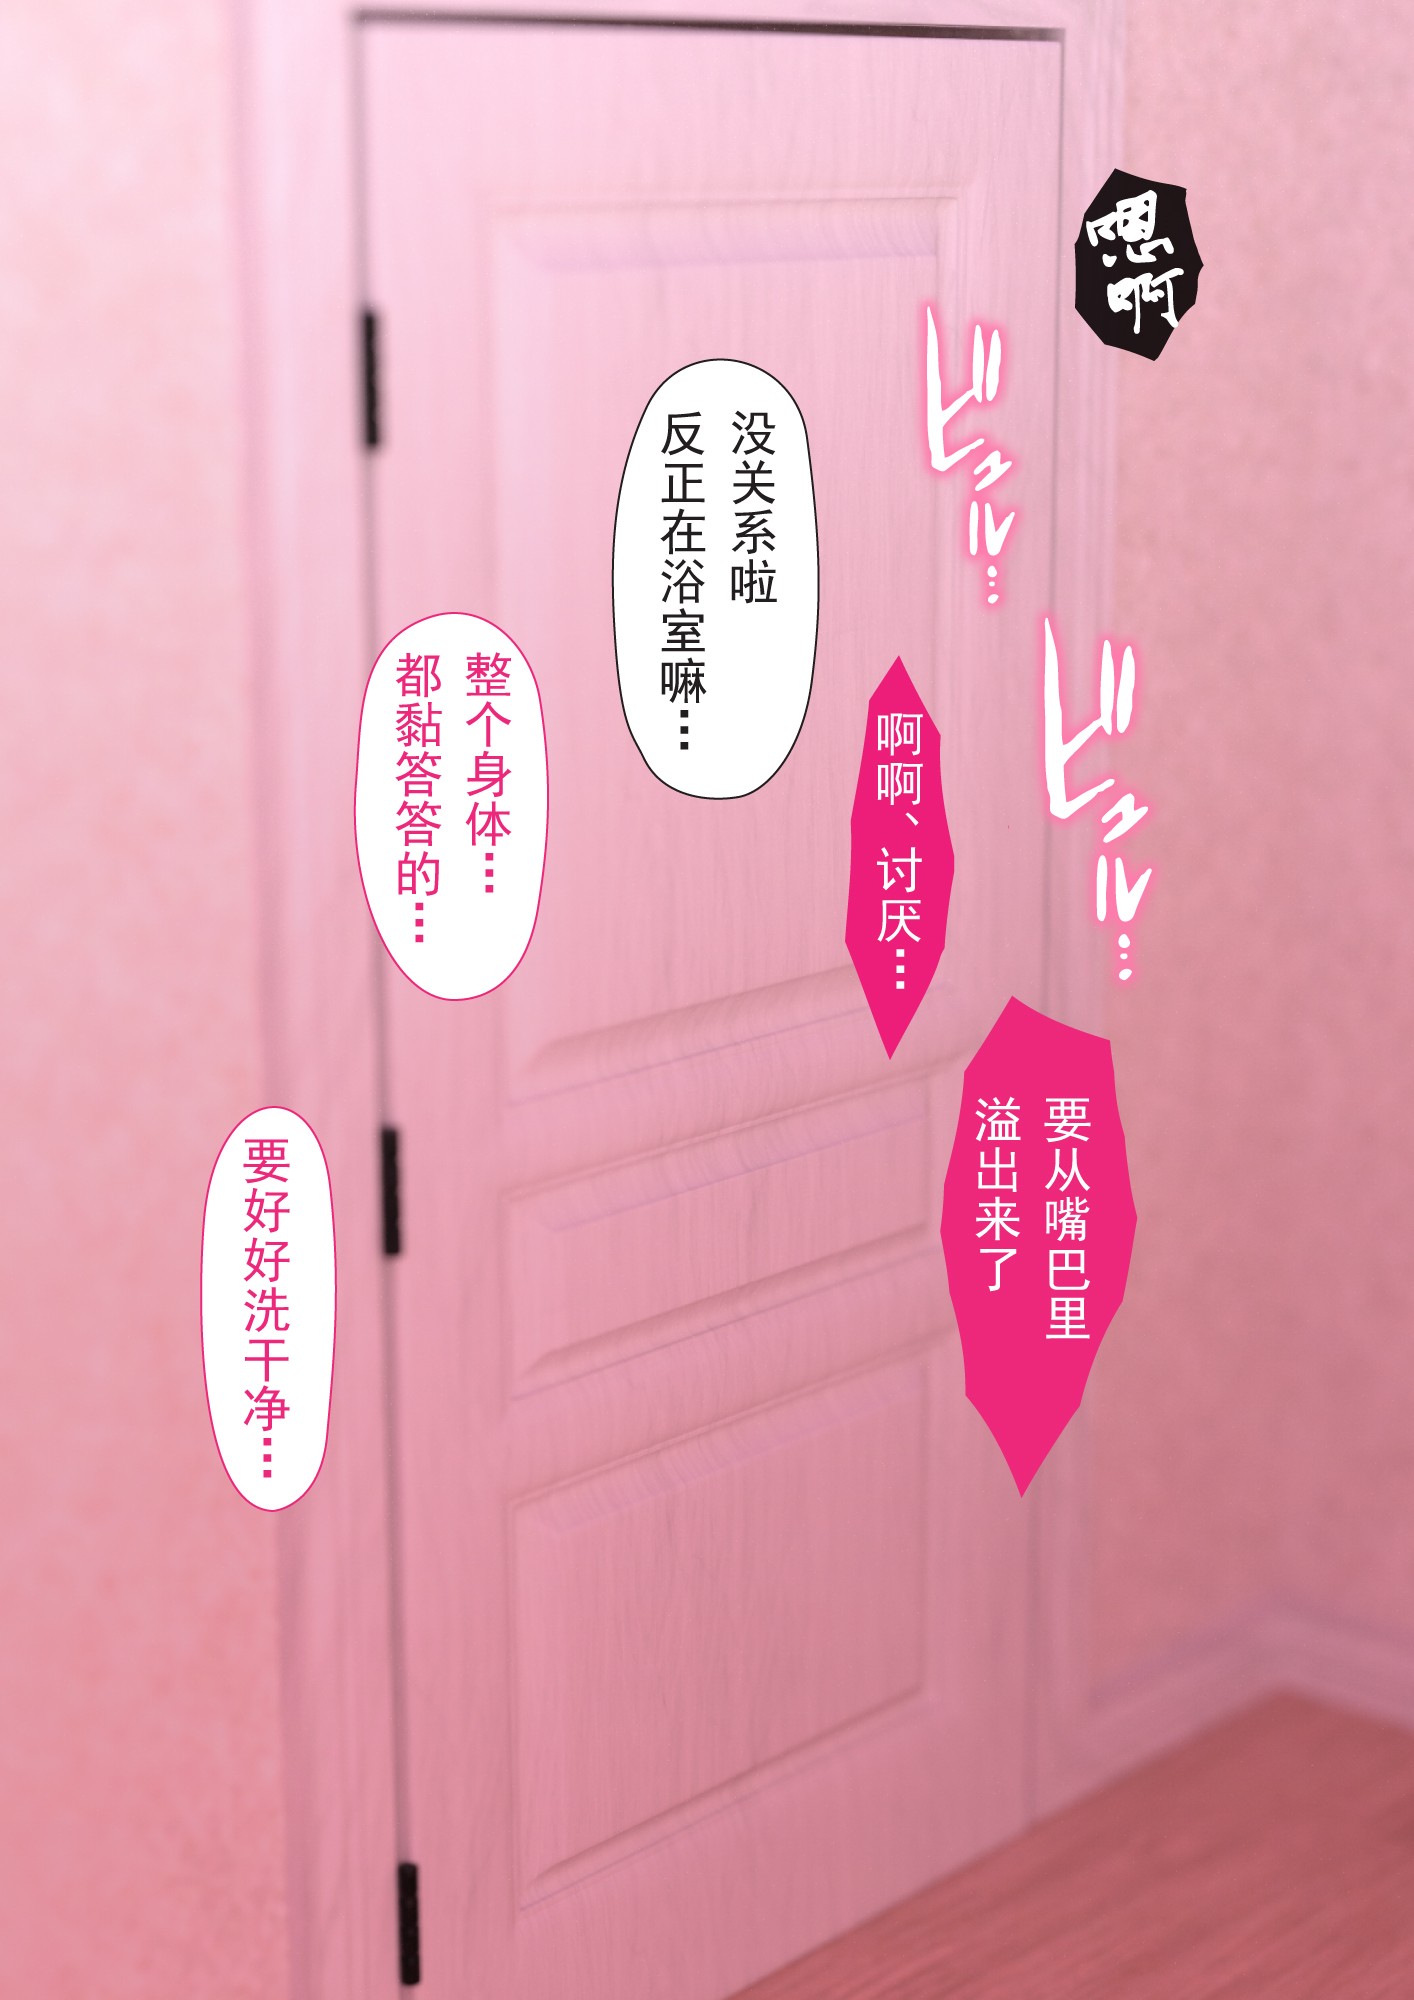 嗯啊
ビュルル…
ビュルル…
没关系啦
反正在浴室嘛…
啊啊、讨厌…
要从嘴巴里
溢出来了
整个身体…
都黏答答的…
要好好洗干净…